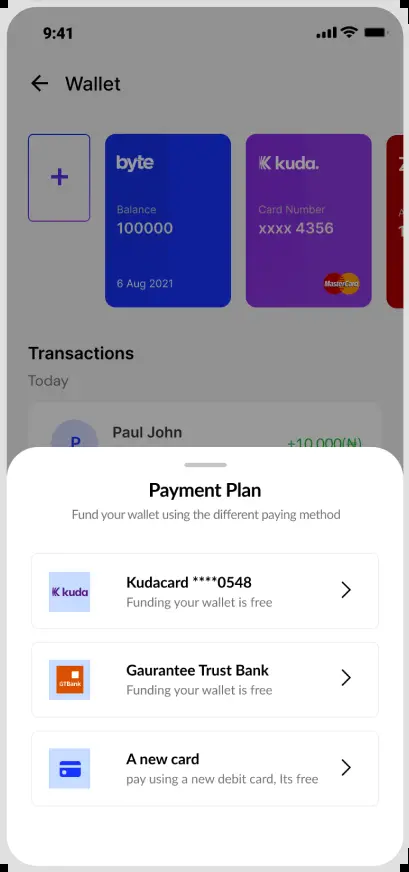 9:41
Wallet
+
byte
Balance
100000
6 Aug 2021
kuda.
Card Number
xxxx 4356
MasterCard
Z
A
1
Transactions
Today
P
Paul John
+10,000(₦)
Payment Plan
Fund your wallet using the different paying method
kuda
Kudacard ****0548
Funding your wallet is free
GTBank
Gaurantee Trust Bank
Funding your wallet is free
A new card
pay using a new debit card, Its free